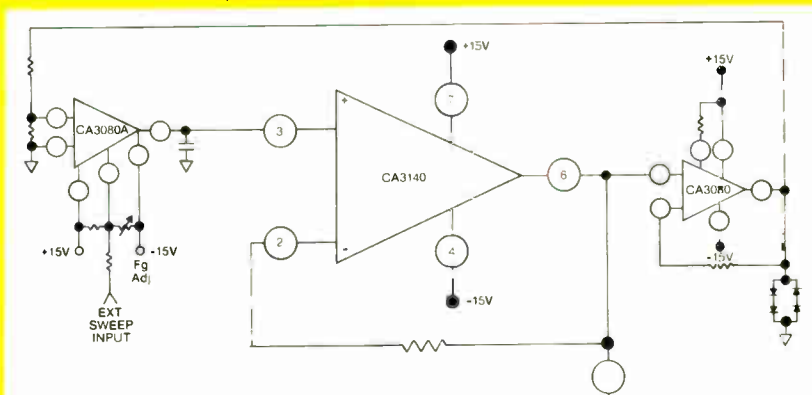 +15V
+15V
CA3080A
+
7
3
CA3140
6
CA3080
2
4
-
-15V
-15V
+15V
-15V
Fg
Adj
EXT
SWEEP
INPUT